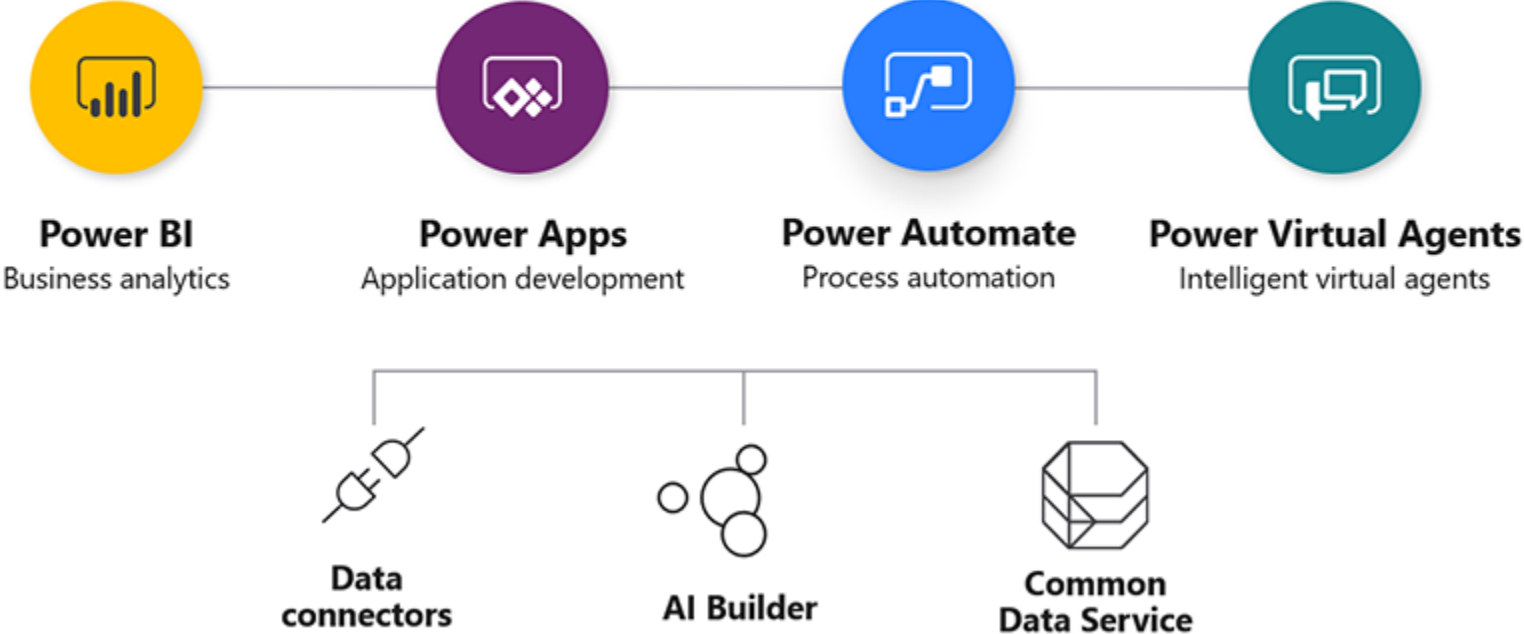 Power BI
Business analytics
Power Apps
Application development
Power Automate
Process automation
Power Virtual Agents
Intelligent virtual agents
Data
connectors
AI Builder
Common
Data Service